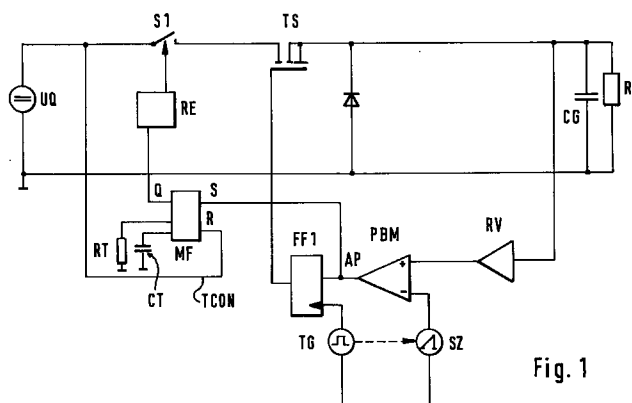 S1
TS
UQ
RE
CG
R
Q
S
R
MF
RT
CT
TCON
FF1
AP
PBM
RV
+
−
TG
SZ
Fig. 1